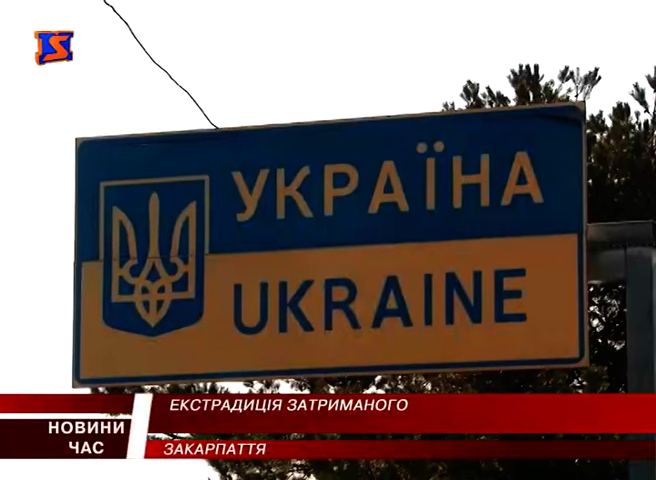 УКРАЇНА
UKRAINE
ЕКСТРАДИЦІЯ ЗАТРИМАНОГО
НОВИНИ
ЧАС
ЗАКАРПАТТЯ